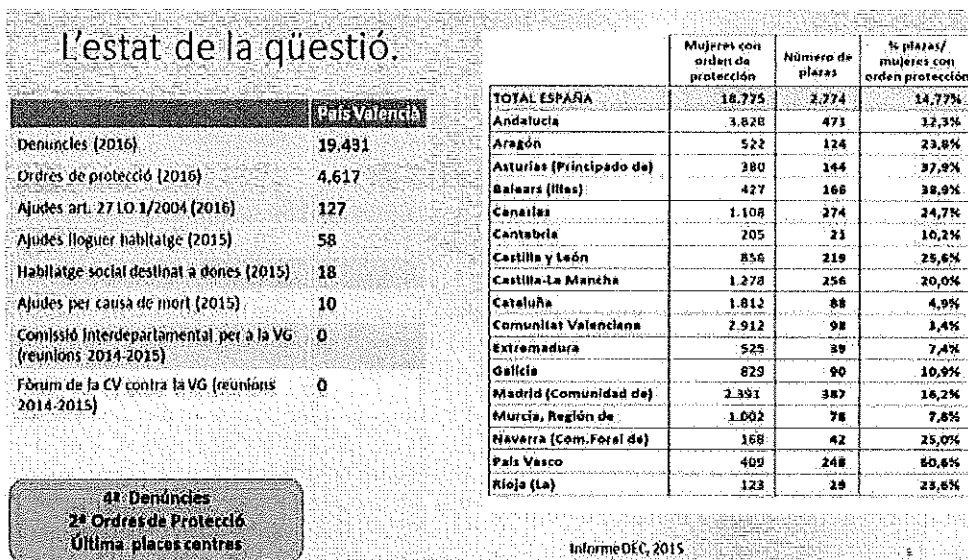 L'estat de la qüestió.
País Valencià
Denuncies (2016) 19.431
Ordres de protecció (2016) 4.617
Ajudes art. 27 LO 1/2004 (2016) 127
Ajudes lloguer habitatge (2015) 58
Habitatge social destinat a dones (2015) 18
Ajudes per causa de mort (2015) 10
Comissió interdepartamental per a la VG 0
(reunions 2014-2015)
Fòrum de la CV contra la VG (reunions 0
2014-2015)
4ª Denúncies
2ª Ordres de Protecció
Última places centres
Mujeres con
orden de
protección
Número de
plazas
% plazas/
mujeres con
orden protección
TOTAL ESPAÑA 18.775 2.774 14,77%
Andalucía 3.828 473 12,3%
Aragón 522 124 23,8%
Asturias (Principado de) 380 144 37,9%
Balears (Illes) 427 166 38,9%
Canarias 1.108 274 24,7%
Cantabria 205 21 10,2%
Castilla y León 856 219 25,6%
Castilla-La Mancha 1.278 256 20,0%
Cataluña 1.812 88 4,9%
Comunitat Valenciana 2.912 98 3,4%
Extremadura 525 39 7,4%
Galicia 829 90 10,9%
Madrid (Comunidad de) 2.391 387 16,2%
Murcia, Región de 1.002 76 7,6%
Navarra (Com.Foral de) 168 42 25,0%
País Vasco 409 248 60,6%
Rioja (La) 123 29 23,6%
Informe DEC, 2015